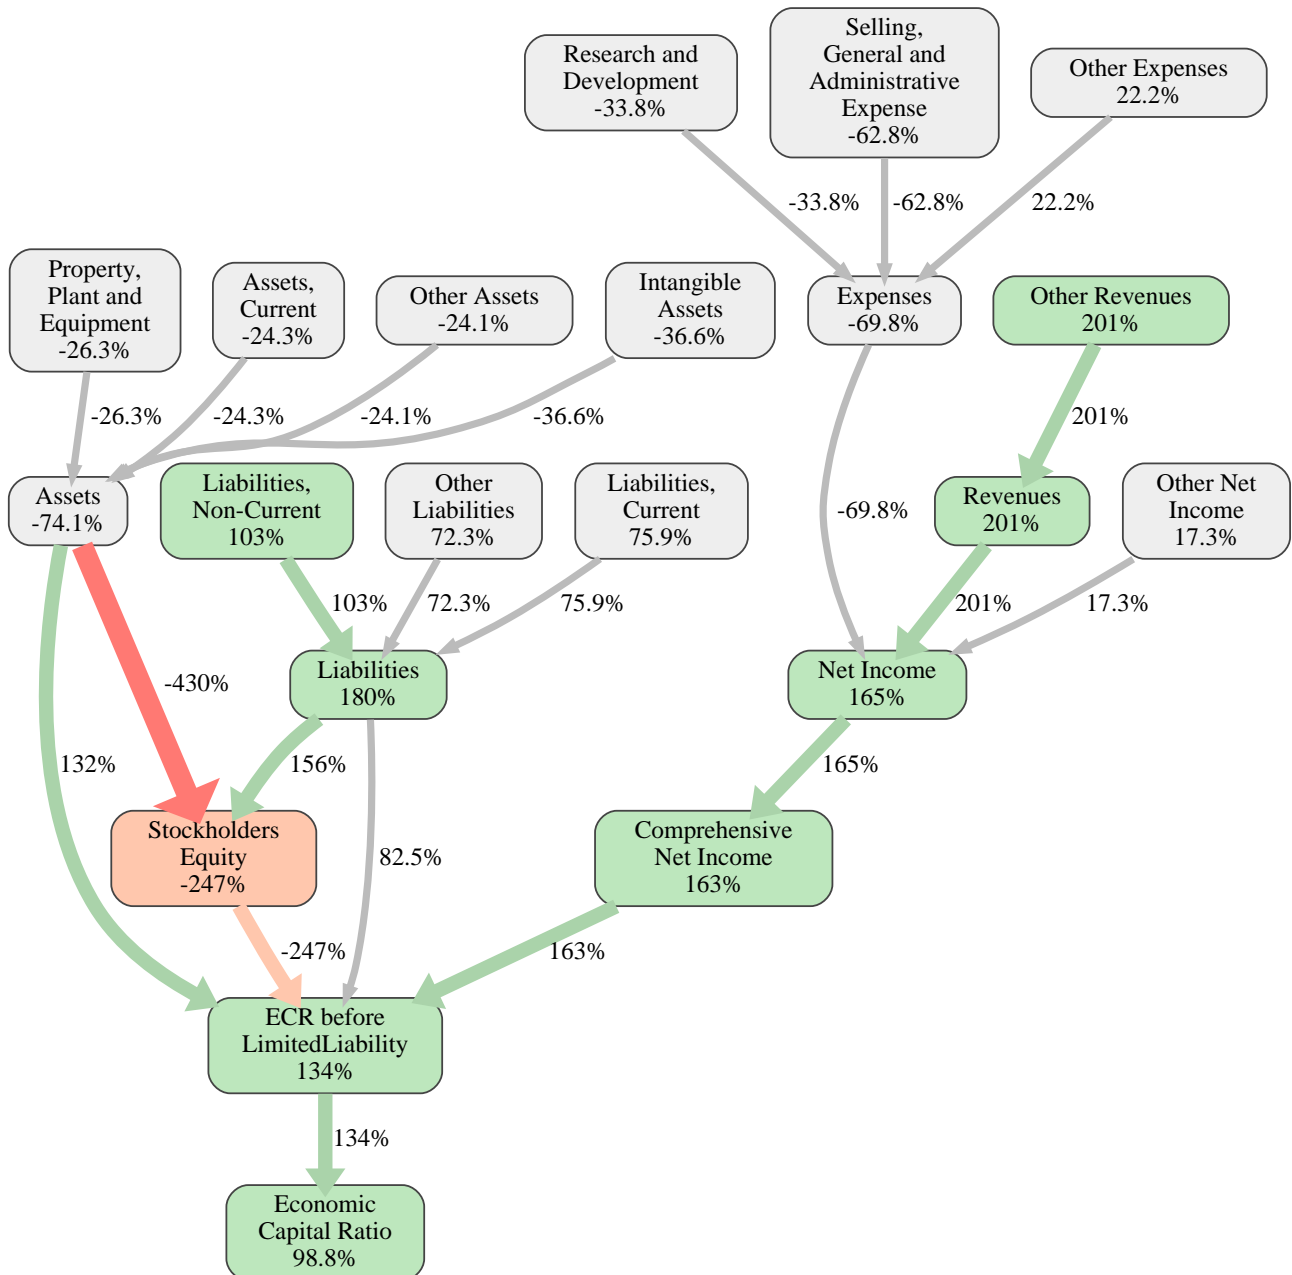 Research and
Development
-33.8%
Selling,
General and
Administrative
Expense
-62.8%
Other Expenses
22.2%
-33.8%
-62.8%
22.2%
Property,
Plant and
Equipment
-26.3%
Assets,
Current
-24.3%
Other Assets
-24.1%
Intangible
Assets
-36.6%
Expenses
-69.8%
Other Revenues
201%
-26.3%
-24.3%
-24.1%
-36.6%
201%
Assets
-74.1%
Liabilities,
Non-Current
103%
Other
Liabilities
72.3%
Liabilities,
Current
75.9%
-69.8%
Revenues
201%
Other Net
Income
17.3%
103%
72.3%
75.9%
201%
17.3%
-430%
Liabilities
180%
Net Income
165%
132%
156%
165%
Stockholders
Equity
-247%
82.5%
Comprehensive
Net Income
163%
-247%
163%
ECR before
LimitedLiability
134%
134%
Economic
Capital Ratio
98.8%